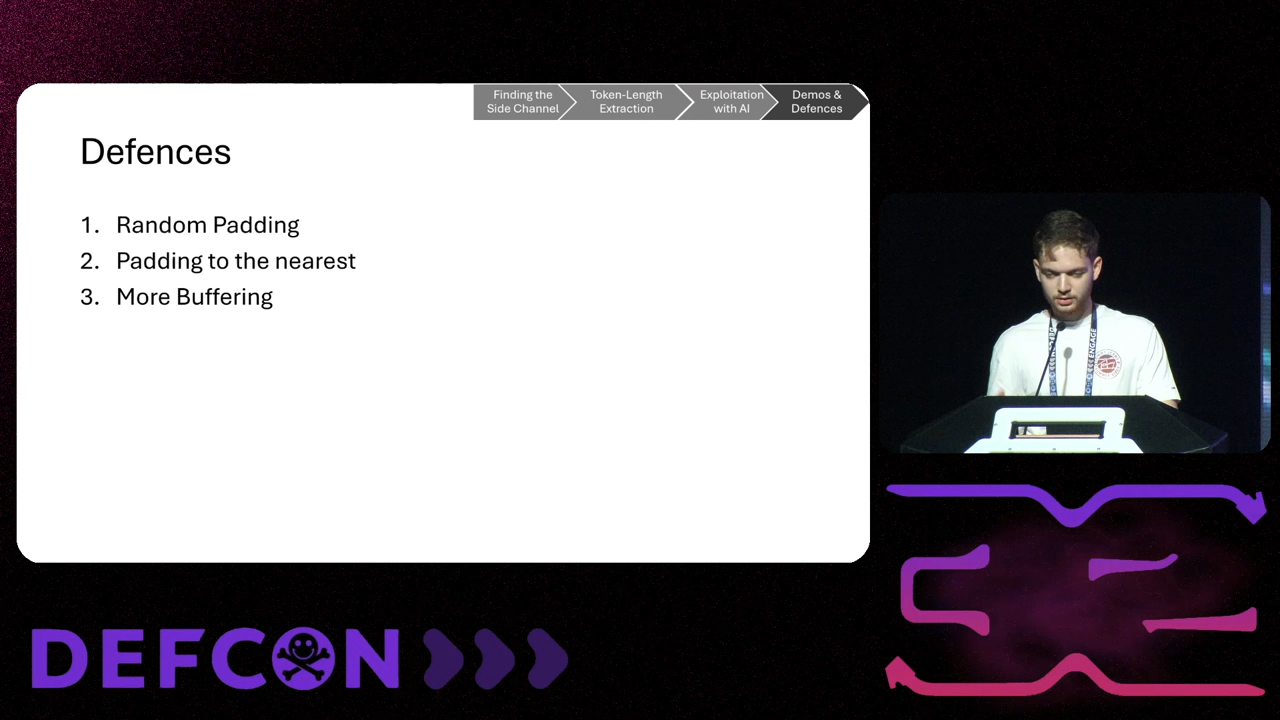 Finding the
Side Channel
Token-Length
Extraction
Exploitation
with AI
Demos &
Defences
Defences
1. Random Padding
2. Padding to the nearest
3. More Buffering
ENGAGE
DEFCON